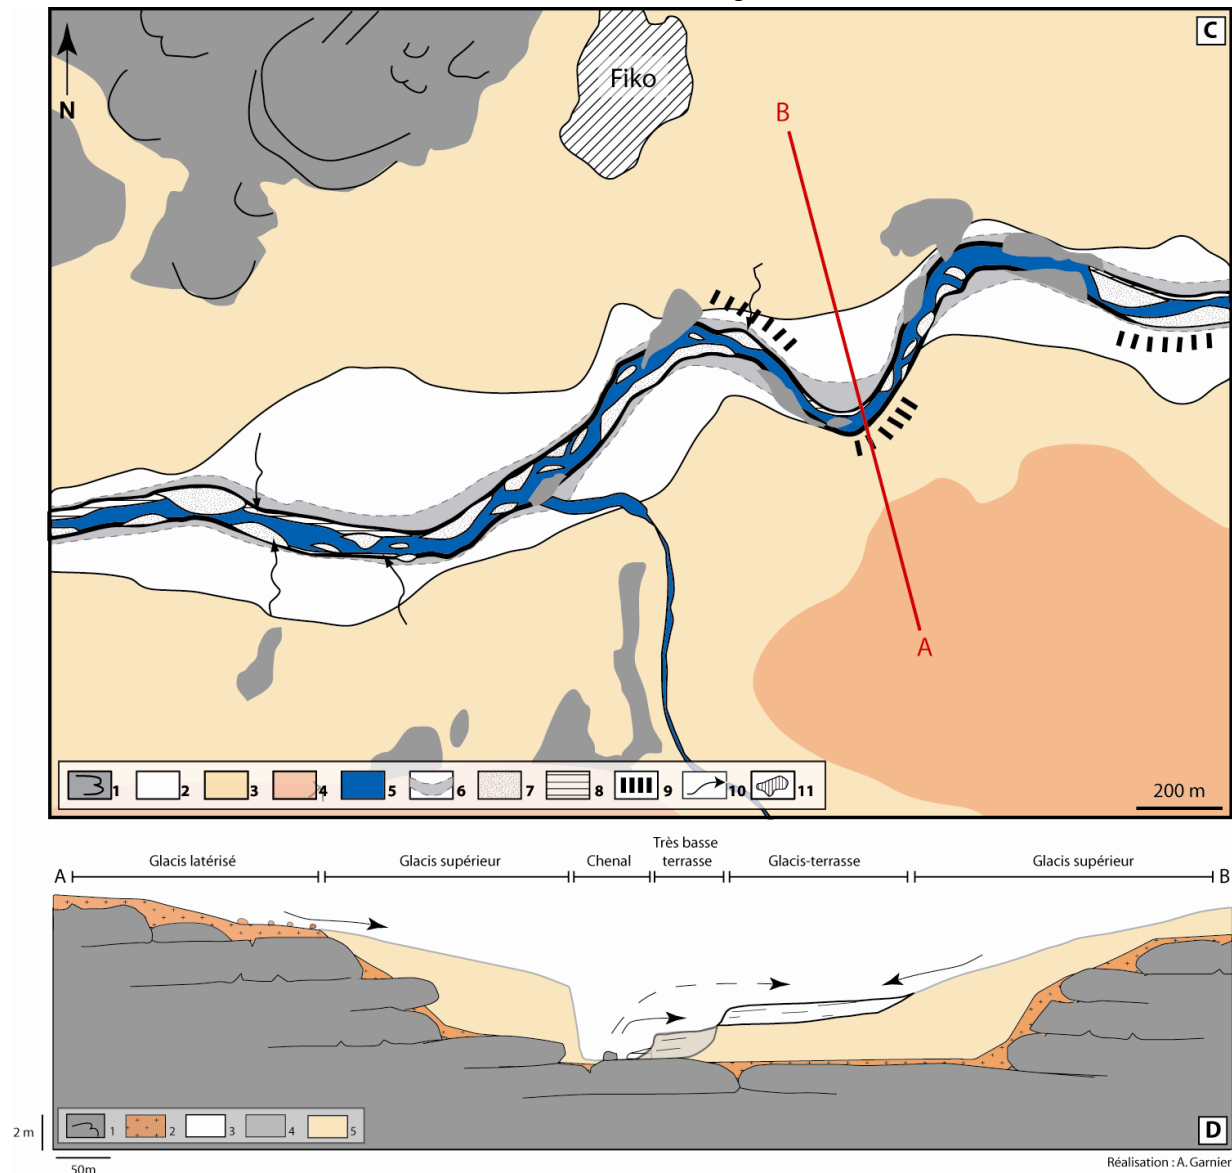 C
N
Fiko
B
A
1 2 3 4 5 6 7 8 9 10 11
200 m
A Glacis latérisé Glacis supérieur Chenal Très basse terrasse Glacis-terrasse Glacis supérieur B
2 m
1 2 3 4 5
D
50m
Réalisation : A. Garnier